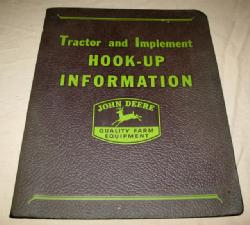 Tractor and Implement
HOOK-UP
INFORMATION
JOHN DEERE
QUALITY FARM
EQUIPMENT